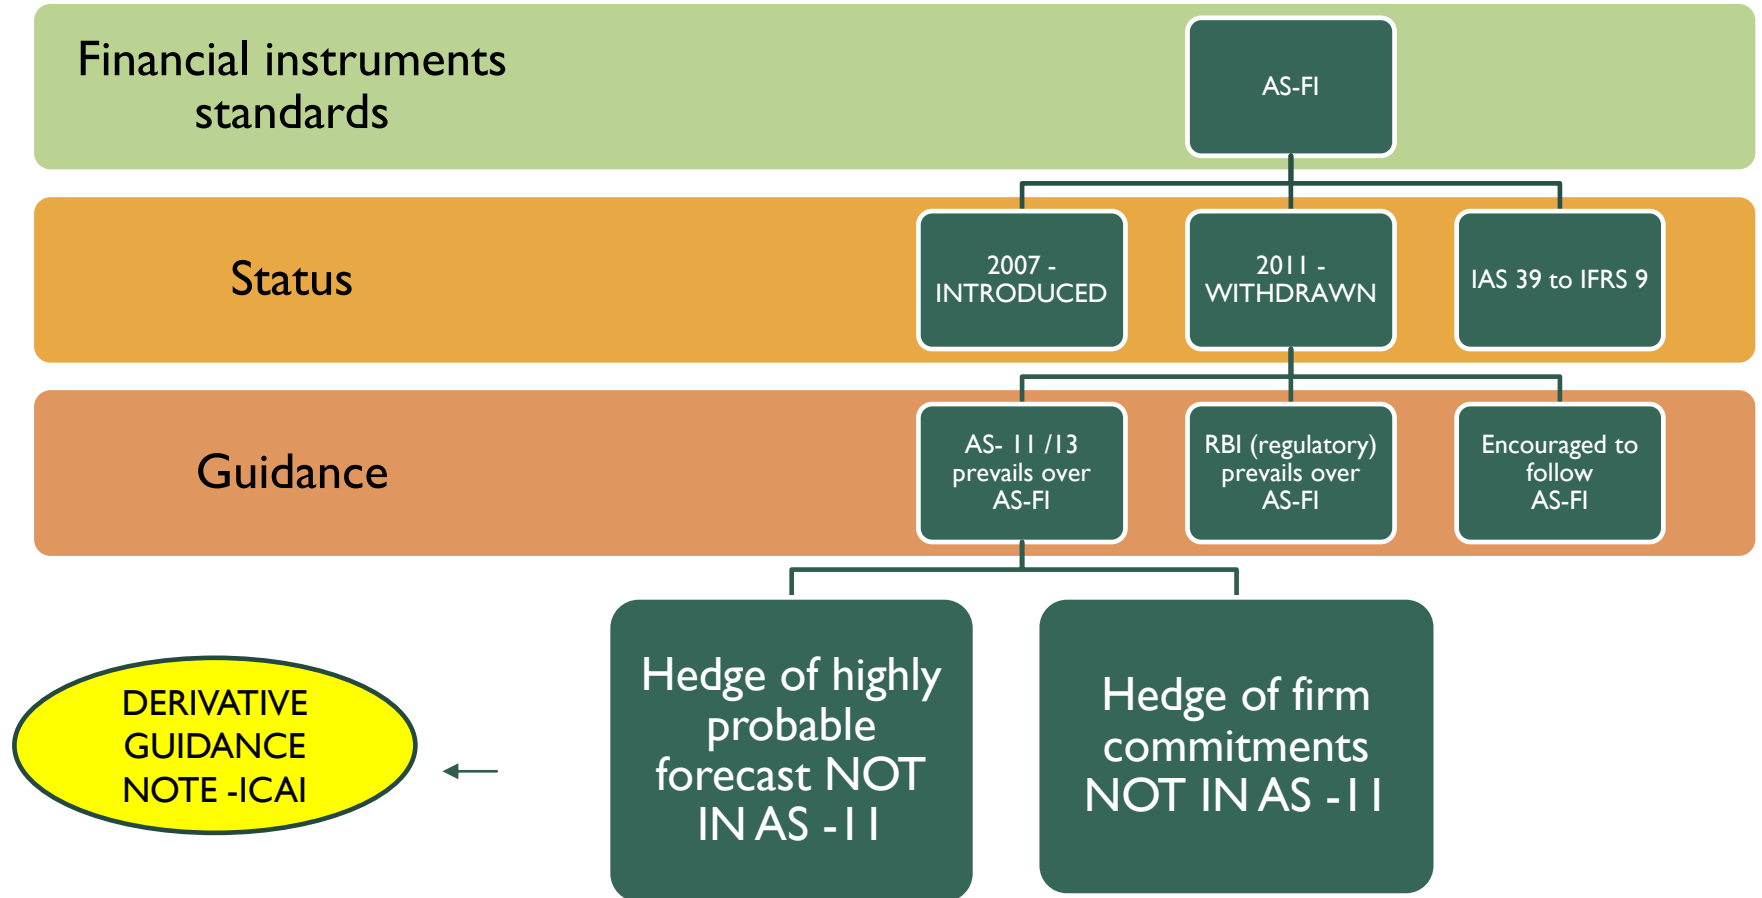 Financial instruments
standards
AS-FI
Status
2007 -
INTRODUCED
2011 -
WITHDRAWN
IAS 39 to IFRS 9
Guidance
AS- 11 /13
prevails over
AS-FI
RBI (regulatory)
prevails over
AS-FI
Encouraged to
follow
AS-FI
Hedge of highly
probable
forecast NOT
IN AS -11
Hedge of firm
commitments
NOT IN AS -11
DERIVATIVE
GUIDANCE
NOTE -ICAI